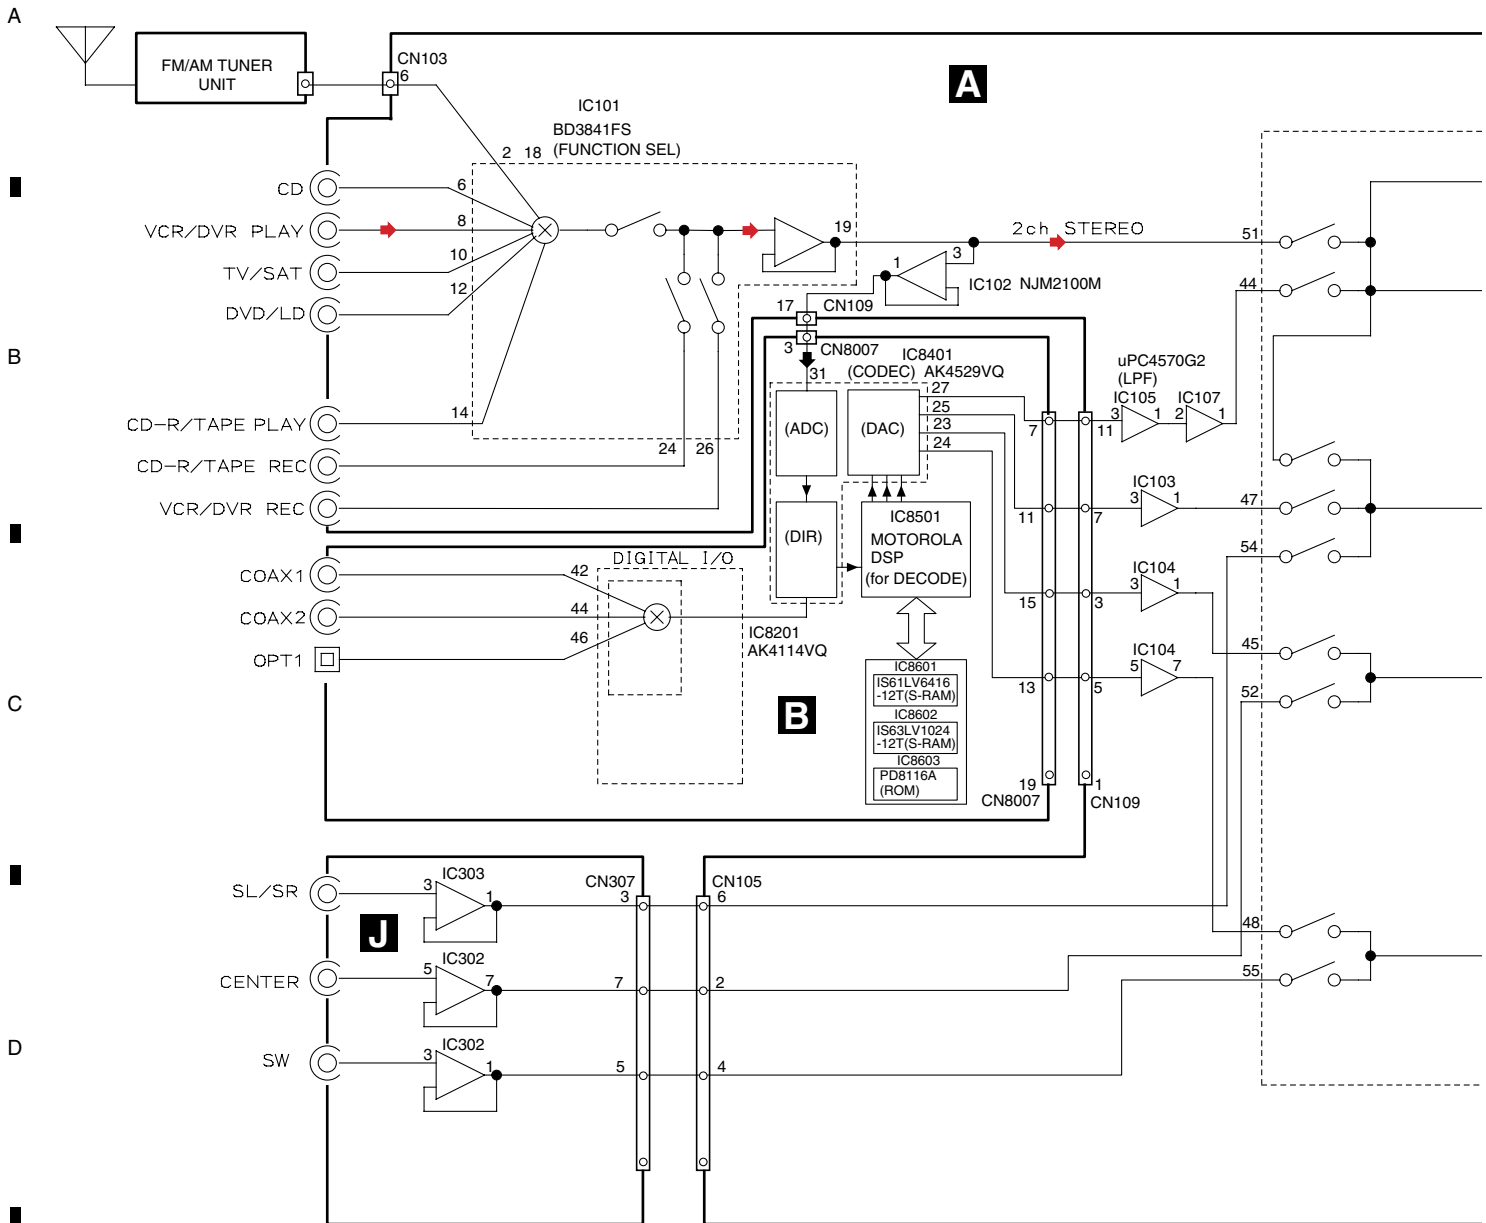 A
FM/AM TUNER
UNIT
CN103
6
A
IC101
BD3841FS
(FUNCTION SEL)
2 18
CD
6
VCR/DVR PLAY
8
19
2ch STEREO
51
TV/SAT
10
1
3
IC102 NJM2100M
44
DVD/LD
12
17 CN109
B
3 CN8007
31
IC8401
(CODEC) AK4529VQ
uPC4570G2
(LPF)
IC105 IC107
27
25
23
24
CD-R/TAPE PLAY
14
(ADC)
(DAC)
7
11
3 1 2 1
CD-R/TAPE REC
24 26
VCR/DVR REC
IC103
3 1
47
11
7
(DIR)
IC8501
MOTOROLA
DSP
(for DECODE)
54
DIGITAL I/O
COAX1
42
IC104
3 1
15
3
COAX2
44
OPT1
46
IC8201
AK4114VQ
IC104
5 7
45
13
5
52
C
IC8601
IS61LV6416
-12T(S-RAM)
IC8602
IS63LV1024
-12T(S-RAM)
IC8603
PD8116A
(ROM)
B
19
CN8007
1
CN109
SL/SR
IC303
3 1
CN307
3
CN105
6
J
48
CENTER
IC302
5 7
7
2
55
D
SW
IC302
3 1
5
4